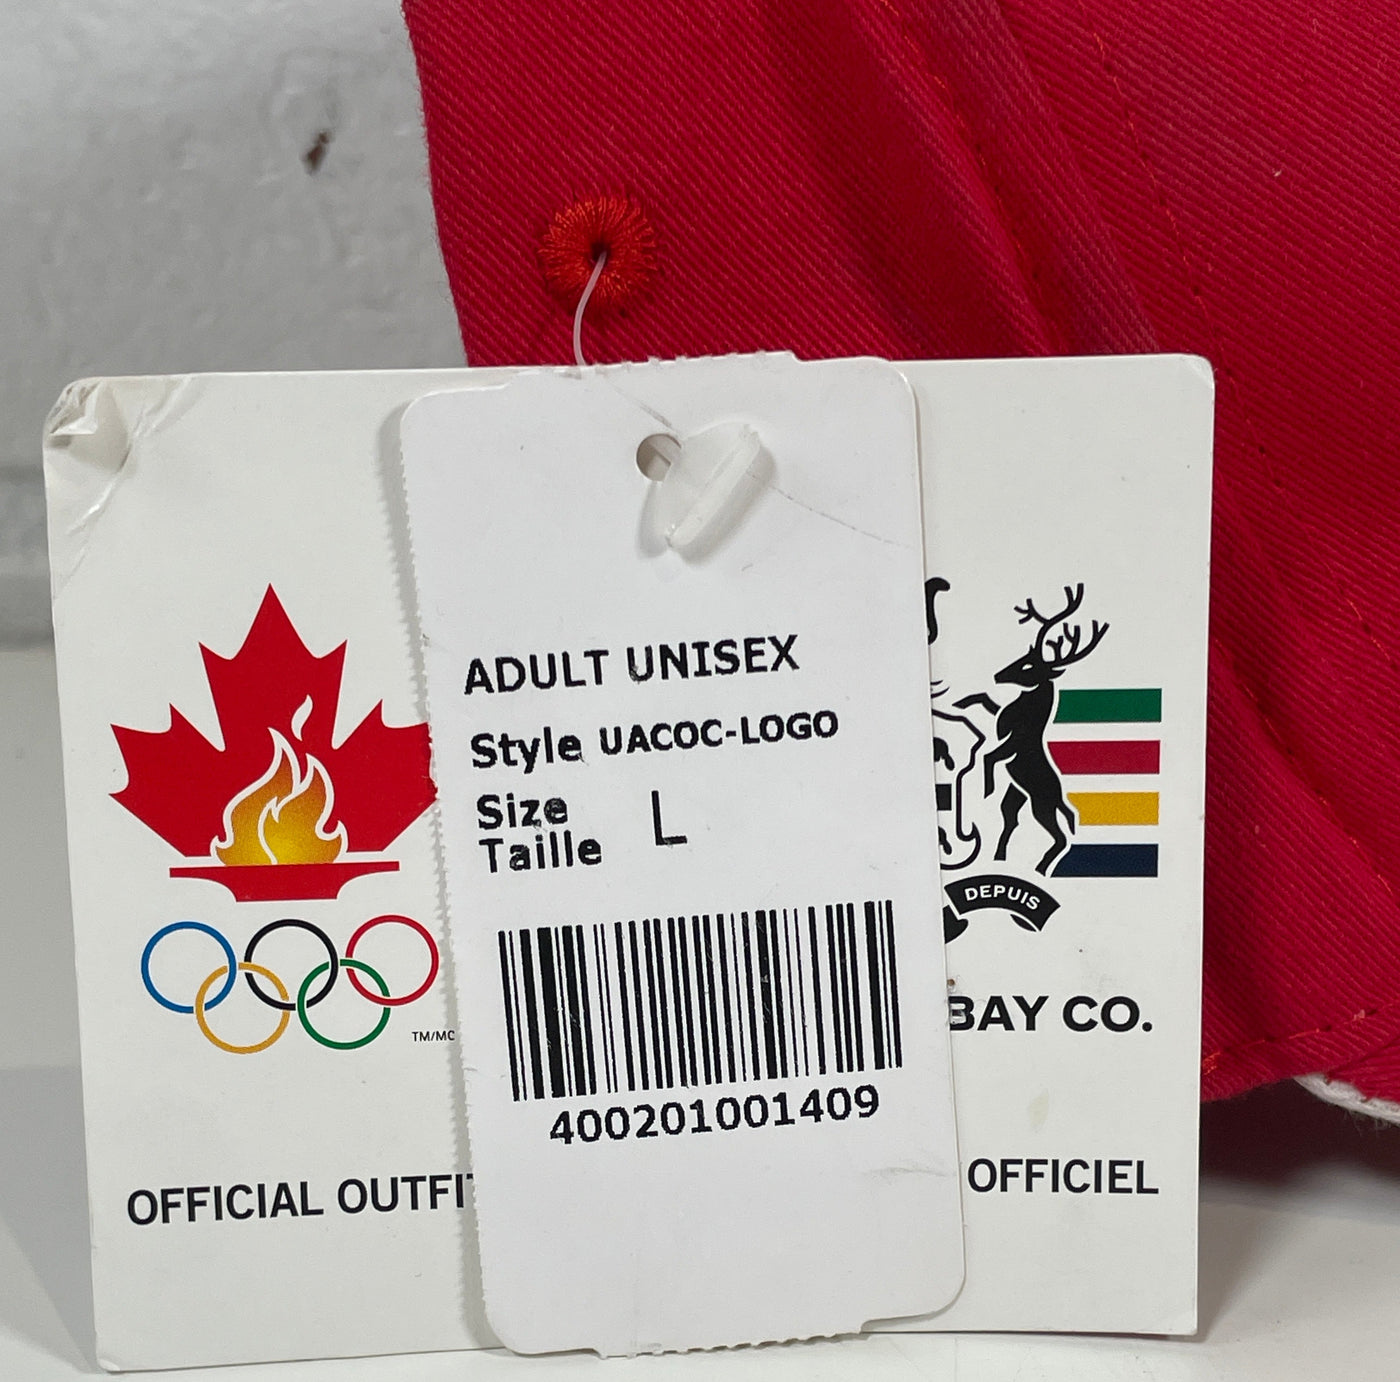 ADULT UNISEX
Style UACOC-LOGO
Size
Taille L
400201001409
DEPUIS
BAY CO.
TM/MC
OFFICIAL OUTFIT
OFFICIEL